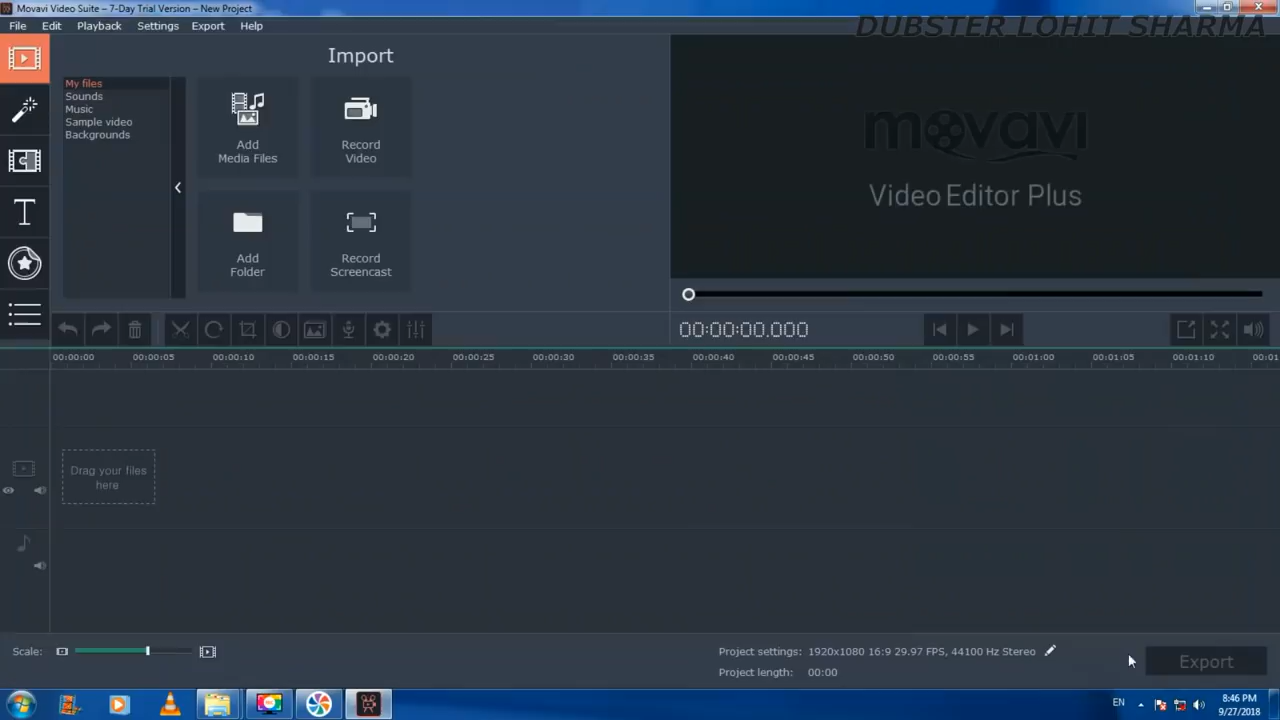 Movavi Video Suite – 7-Day Trial Version – New Project
File Edit Playback Settings Export Help
DUBSTER LOHIT SHARMA
Import
My files
Sounds
Music
Sample video
Backgrounds
Add
Media Files
Record
Video
Add
Folder
Record
Screencast
movavi
Video Editor Plus
00:00:00.000
00:00:00 00:00:05 00:00:10 00:00:15 00:00:20 00:00:25 00:00:30 00:00:35 00:00:40 00:00:45 00:00:50 00:00:55 00:01:00 00:01:05 00:01:10 00:01
Drag your files
here
Scale:
Project settings: 1920x1080 16:9 29.97 FPS, 44100 Hz Stereo
Project length: 00:00
Export
EN
8:46 PM
9/27/2018